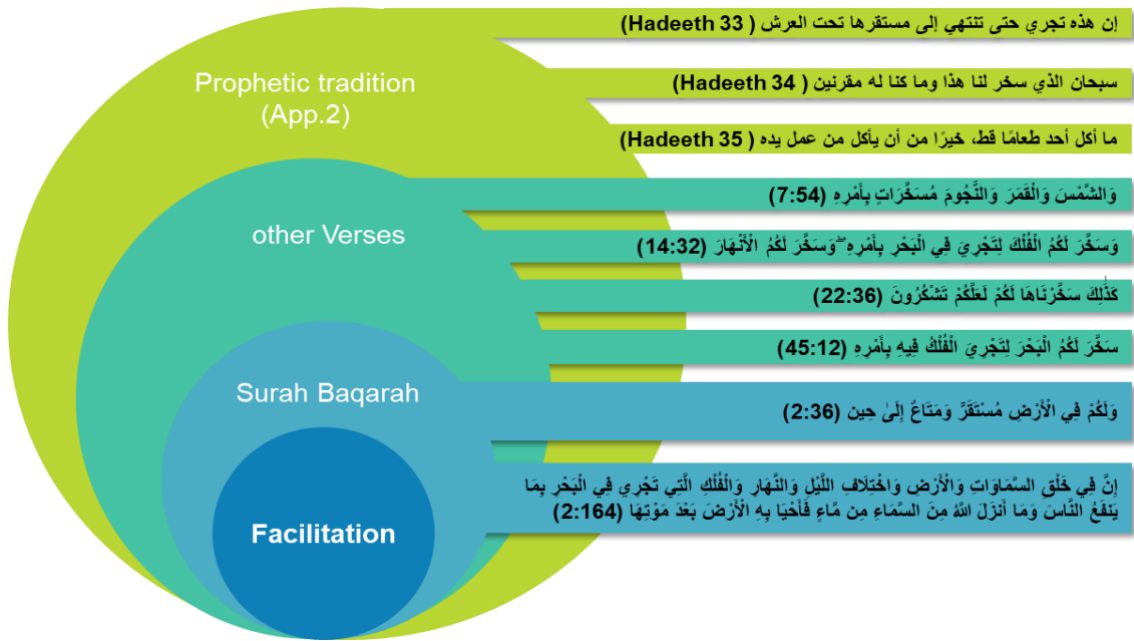 إن هذه تجري حتى تنتهي إلى مستقرها تحت العرش (Hadeeth 33 )
سبحان الذي سخر لنا هذا وما كنا له مقرنين (Hadeeth 34 )
ما أكل أحد طعامًا قط، خيرًا من أن يأكل من عمل يده (Hadeeth 35 )
Prophetic tradition
(App.2)
وَالشَّمْسَ وَالْقَمَرَ وَالنُّجُومَ مُسَخَّرَاتٍ بِأَمْرِهِ (7:54)
وَسَخَّرَ لَكُمُ الْفُلْكَ لِتَجْرِيَ فِي الْبَحْرِ بِأَمْرِهِ ۖ وَسَخَّرَ لَكُمُ الْأَنْهَارَ (14:32)
كَذَٰلِكَ سَخَّرْنَاهَا لَكُمْ لَعَلَّكُمْ تَشْكُرُونَ (22:36)
سَخَّرَ لَكُمُ الْبَحْرَ لِتَجْرِيَ الْفُلْكُ فِيهِ بِأَمْرِهِ (45:12)
other Verses
وَلَكُمْ فِي الْأَرْضِ مُسْتَقَرٌّ وَمَتَاعٌ إِلَىٰ حِين (2:36)
إِنَّ فِي خَلْقِ السَّمَاوَاتِ وَالْأَرْضِ وَاخْتِلَافِ اللَّيْلِ وَالنَّهَارِ وَالْفُلْكِ الَّتِي تَجْرِي فِي الْبَحْرِ بِمَا
يَنفَعُ النَّاسَ وَمَا أَنزَلَ اللَّهُ مِنَ السَّمَاءِ مِن مَّاءٍ فَأَحْيَا بِهِ الْأَرْضَ بَعْدَ مَوْتِهَا (2:164)
Surah Baqarah
Facilitation